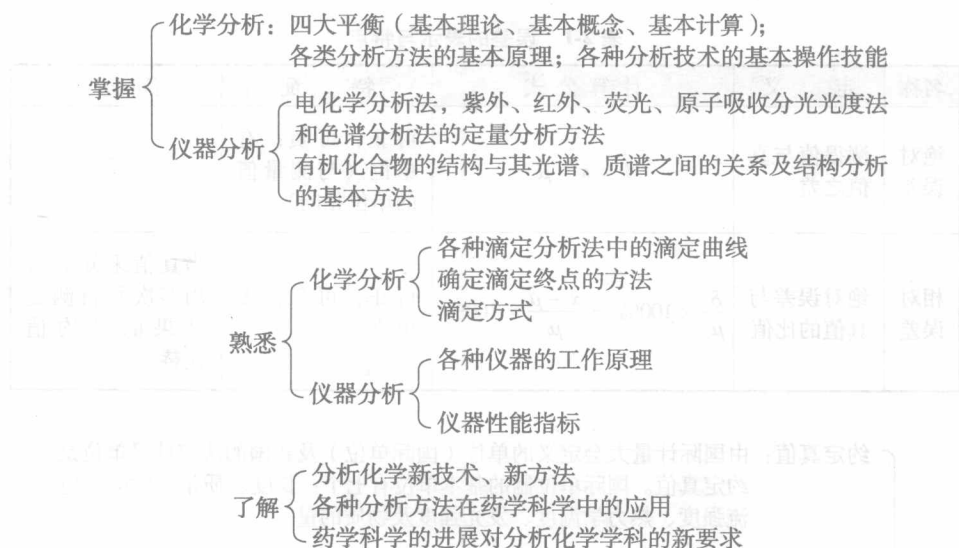 掌握
化学分析：四大平衡（基本理论、基本概念、基本计算）；
各类分析方法的基本原理；各种分析技术的基本操作技能
仪器分析
电化学分析法，紫外、红外、荧光、原子吸收分光光度法
和色谱分析法的定量分析方法
有机化合物的结构与其光谱、质谱之间的关系及结构分析
的基本方法
熟悉
化学分析
各种滴定分析法中的滴定曲线
确定滴定终点的方法
滴定方式
仪器分析
各种仪器的工作原理
仪器性能指标
了解
分析化学新技术、新方法
各种分析方法在药学科学中的应用
药学科学的进展对分析化学学科的新要求